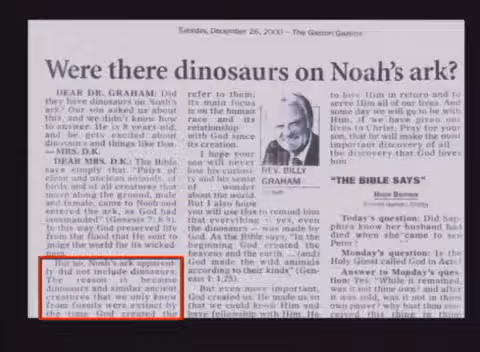 Saturday, December 26, 2000 — The Gaston Gazette
Were there dinosaurs on Noah's ark?
DEAR DR. GRAHAM: Did
they have dinosaurs on Noah's
ark? Our son asked us about
this, and we didn't know how
to answer. He is 8 years old,
and he gets excited about
dinosaurs and things like that.
— MRS. D.K.
DEAR MRS. D.K.: The Bible
says simply that "Pairs of
clean and unclean animals, of
birds and of all creatures that
move along the ground, male
and female, came to Noah and
entered the ark, as God had
commanded" (Genesis 7:8-9).
In this way God preserved life
from the flood that He sent to
judge the world for its wicked-
ness.
But no, Noah's ark apparent-
ly did not include dinosaurs.
The reason is because
dinosaurs and similar ancient
creatures that we only know
from fossils were extinct by
the time God created the
refer to them;
its main focus
is on the human
race and its
relationship
with God since
its creation.
I hope your
son will never
lose his curiosi-
ty and his sense
of wonder
about the world.
But I also hope
you will use this to remind him
that everything - yes, even
the dinosaurs — was made by
God. As the Bible says, "In the
beginning God created the
heavens and the earth. ... (and)
God made the wild animals
according to their kinds" (Gen-
esis 1:1,25).
But even more important,
God created us. He made us so
that we could know Him and
have fellowship with Him. He
REV. BILLY
GRAHAM
to love Him in return and to
serve Him all of our lives. And
some day we will go to be with
Him, if we have given our
lives to Christ. Pray for your
son, that he will make the most
important discovery of all —
the discovery that God loves
him.
"THE BIBLE SAYS"
Today's question: Did Sap-
phira know her husband had
died when she came to see
Peter?
Monday's question: Is the
Holy Ghost called God in Acts?
Answer to Monday's ques-
tion: Yes. "While it remained,
was it not thine own? and after
it was sold, was it not in thine
own power? why hast thou
conceived this thing in thine